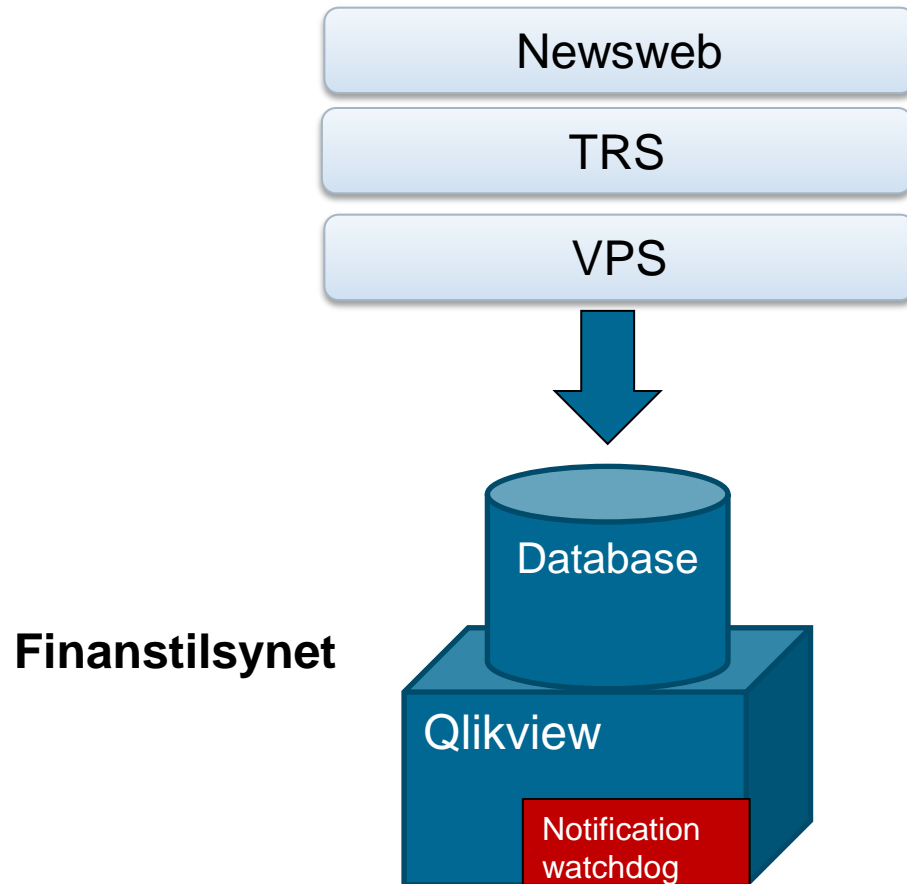 Newsweb
TRS
VPS
Database
Finanstilsynet
Qlikview
Notification
watchdog